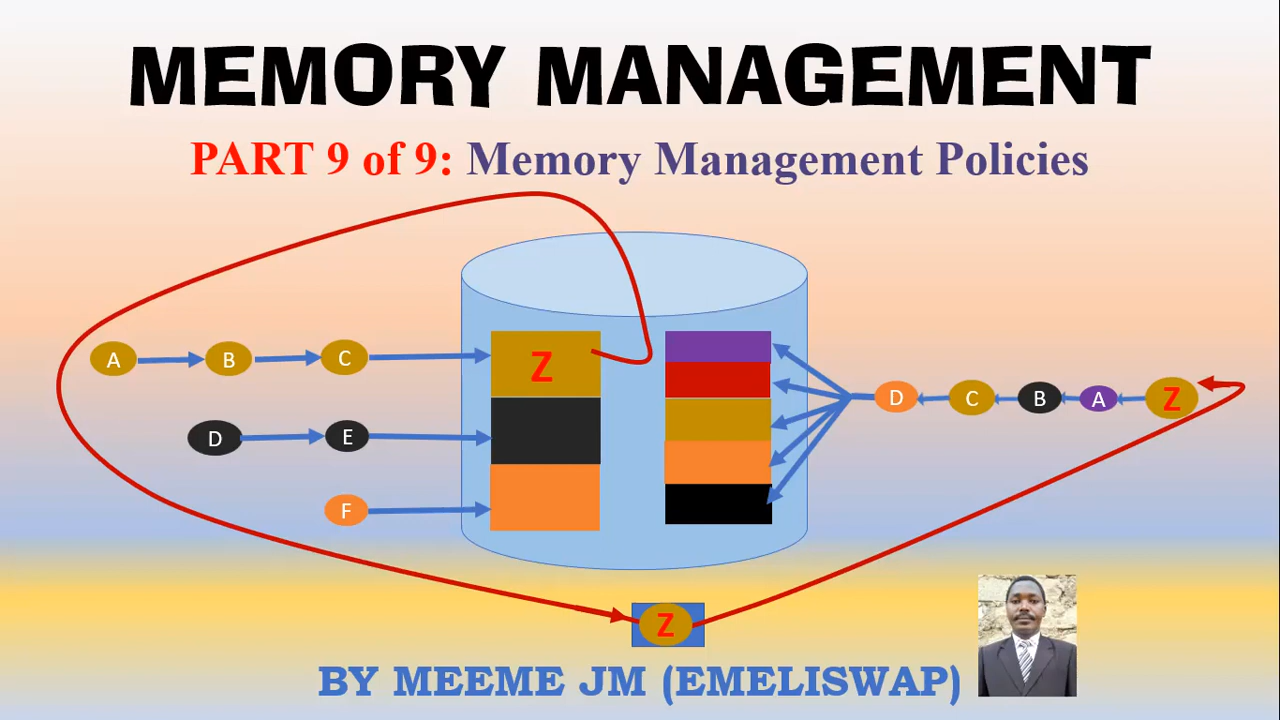 MEMORY MANAGEMENT
PART 9 of 9: Memory Management Policies
A B C Z
D E
F
D C B A Z
Z
BY MEEME JM (EMELISWAP)